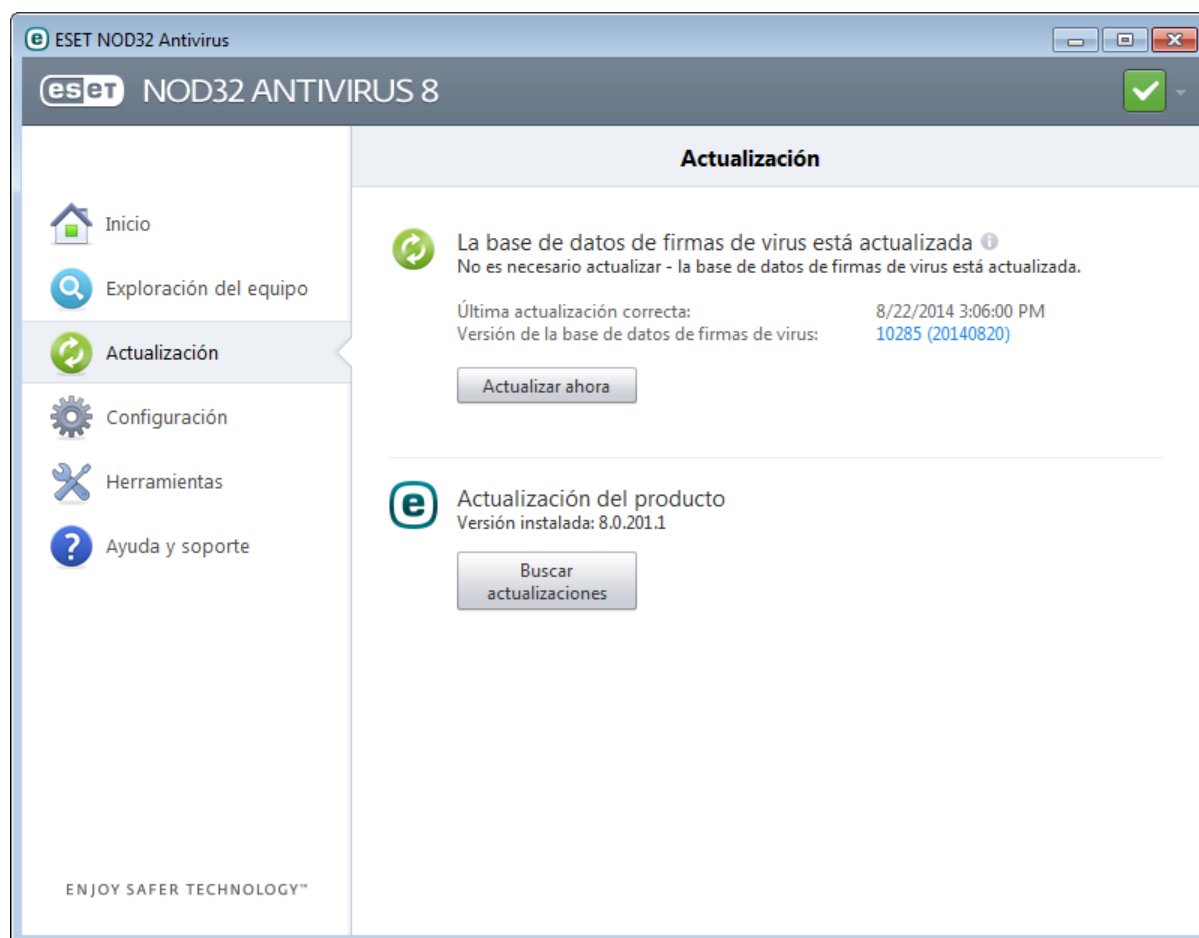 ESET NOD32 Antivirus
eset NOD32 ANTIVIRUS 8
Actualización
Inicio
Exploración del equipo
Actualización
Configuración
Herramientas
Ayuda y soporte
La base de datos de firmas de virus está actualizada
No es necesario actualizar - la base de datos de firmas de virus está actualizada.
Última actualización correcta: 8/22/2014 3:06:00 PM
Versión de la base de datos de firmas de virus: 10285 (20140820)
Actualizar ahora
Actualización del producto
Versión instalada: 8.0.201.1
Buscar
actualizaciones
ENJOY SAFER TECHNOLOGY™